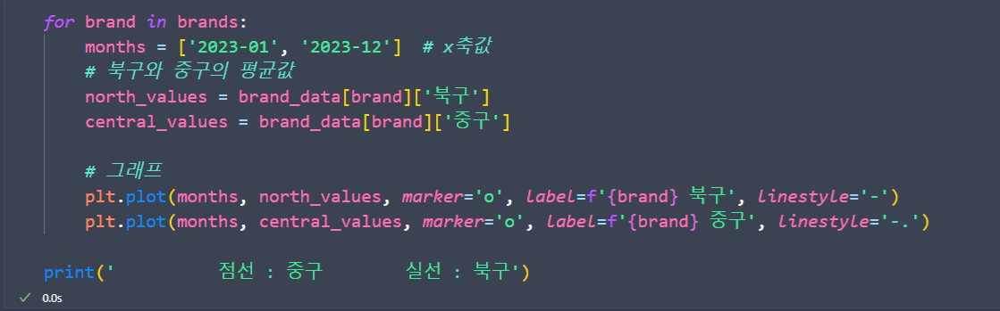 for brand in brands:
    months = ['2023-01', '2023-12']  # x축값
    # 북구와 중구의 평균값
    north_values = brand_data[brand]['북구']
    central_values = brand_data[brand]['중구']
    # 그래프
    plt.plot(months, north_values, marker='o', label=f'{brand} 북구', linestyle='-')
    plt.plot(months, central_values, marker='o', label=f'{brand} 중구', linestyle='-.')
print('          점선 : 중구        실선 : 북구')
0.0s